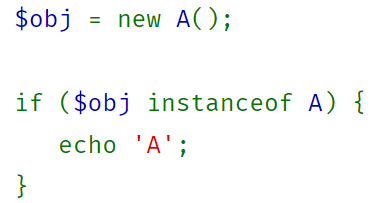 $obj = new A();
if ($obj instanceof A) {
echo 'A';
}